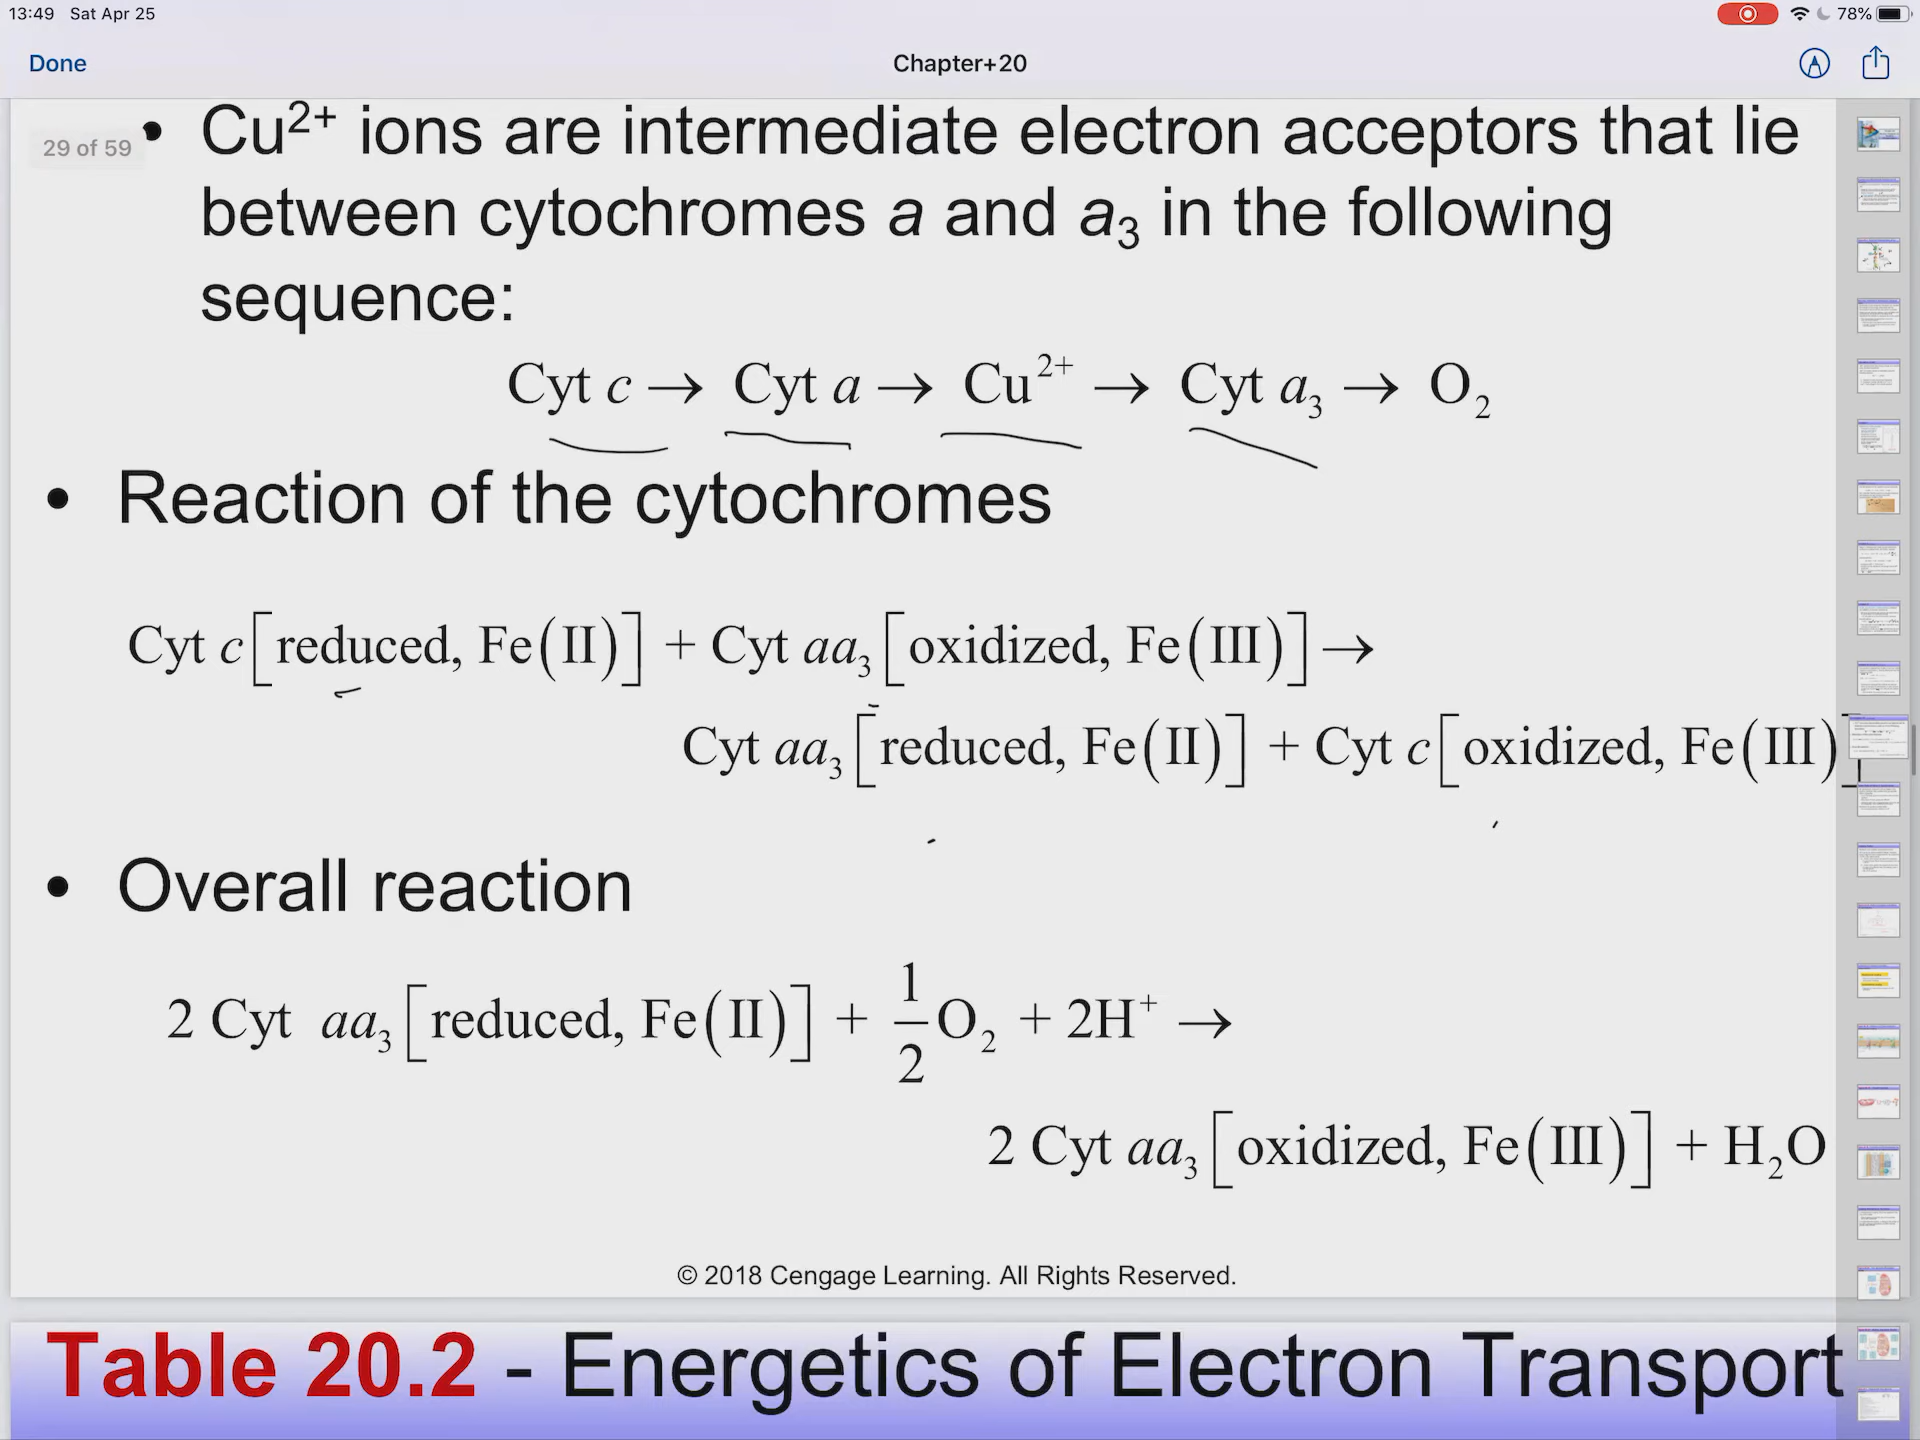 13:49 Sat Apr 25
78%
Done
Chapter+20
29 of 59
• Cu²⁺ ions are intermediate electron acceptors that lie
between cytochromes a and a₃ in the following
sequence:
Cyt c → Cyt a → Cu²⁺ → Cyt a₃ → O₂
• Reaction of the cytochromes
Cyt c[reduced, Fe(II)] + Cyt aa₃[oxidized, Fe(III)] →
Cyt aa₃[reduced, Fe(II)] + Cyt c[oxidized, Fe(III)]
• Overall reaction
2 Cyt aa₃[reduced, Fe(II)] + 1/2 O₂ + 2H⁺ →
2 Cyt aa₃[oxidized, Fe(III)] + H₂O
© 2018 Cengage Learning. All Rights Reserved.
Table 20.2 - Energetics of Electron Transport